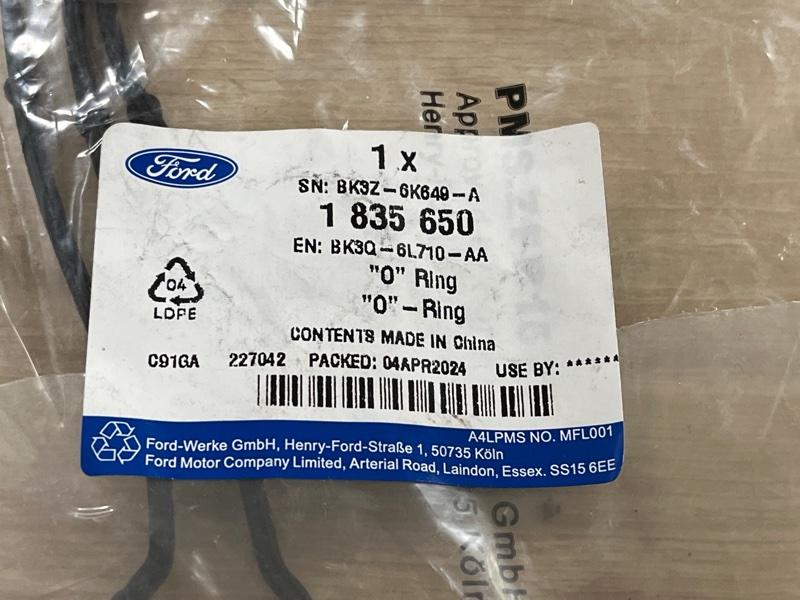 Ford
1 x
SN: BK3Z-6K649-A
1 835 650
EN: BK3Q-6L710-AA
"O" Ring
"O"-Ring
04
LDPE
CONTENTS MADE IN China
C91GA 227042 PACKED: 04APR2024 USE BY: ******
A4LPMS NO. MFL001
Ford-Werke GmbH, Henry-Ford-Straße 1, 50735 Köln
Ford Motor Company Limited, Arterial Road, Laindon, Essex. SS15 6EE
GmbH
Köln